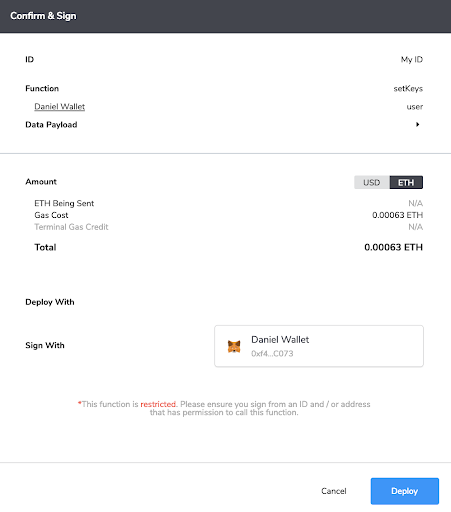 Confirm & Sign
ID My ID
Function setKeys
Daniel Wallet user
Data Payload
Amount USD ETH
ETH Being Sent N/A
Gas Cost 0.00063 ETH
Terminal Gas Credit N/A
Total 0.00063 ETH
Deploy With
Sign With
Daniel Wallet
0xf4...C073
*This function is restricted. Please ensure you sign from an ID and / or address
that has permission to call this function.
Cancel Deploy